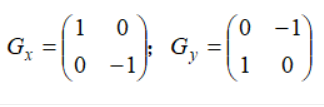 G_x = ( 1 0 ; 0 -1 ); G_y = ( 0 -1 ; 1 0 )